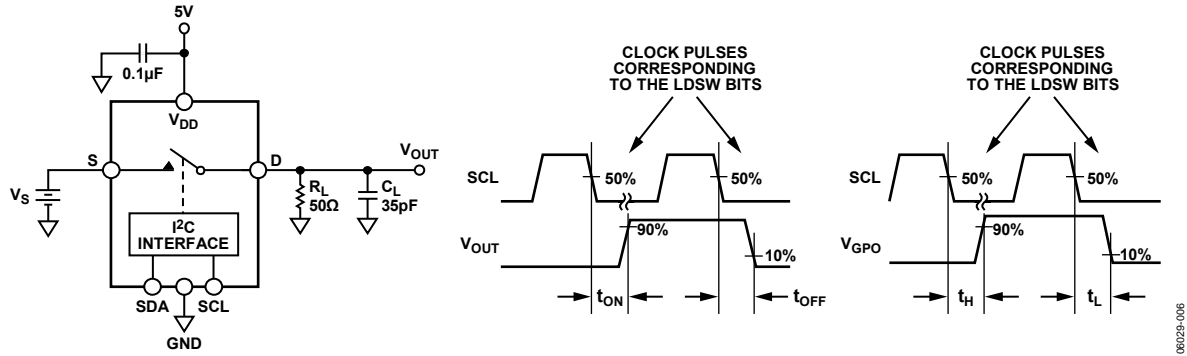 5V
0.1µF
VDD
S
D
VOUT
VS
RL
50Ω
CL
35pF
I2C
INTERFACE
SDA
SCL
GND
CLOCK PULSES
CORRESPONDING
TO THE LDSW BITS
SCL
50%
50%
VOUT
90%
10%
tON
tOFF
CLOCK PULSES
CORRESPONDING
TO THE LDSW BITS
SCL
50%
50%
VGPO
90%
10%
tH
tL
06029-006